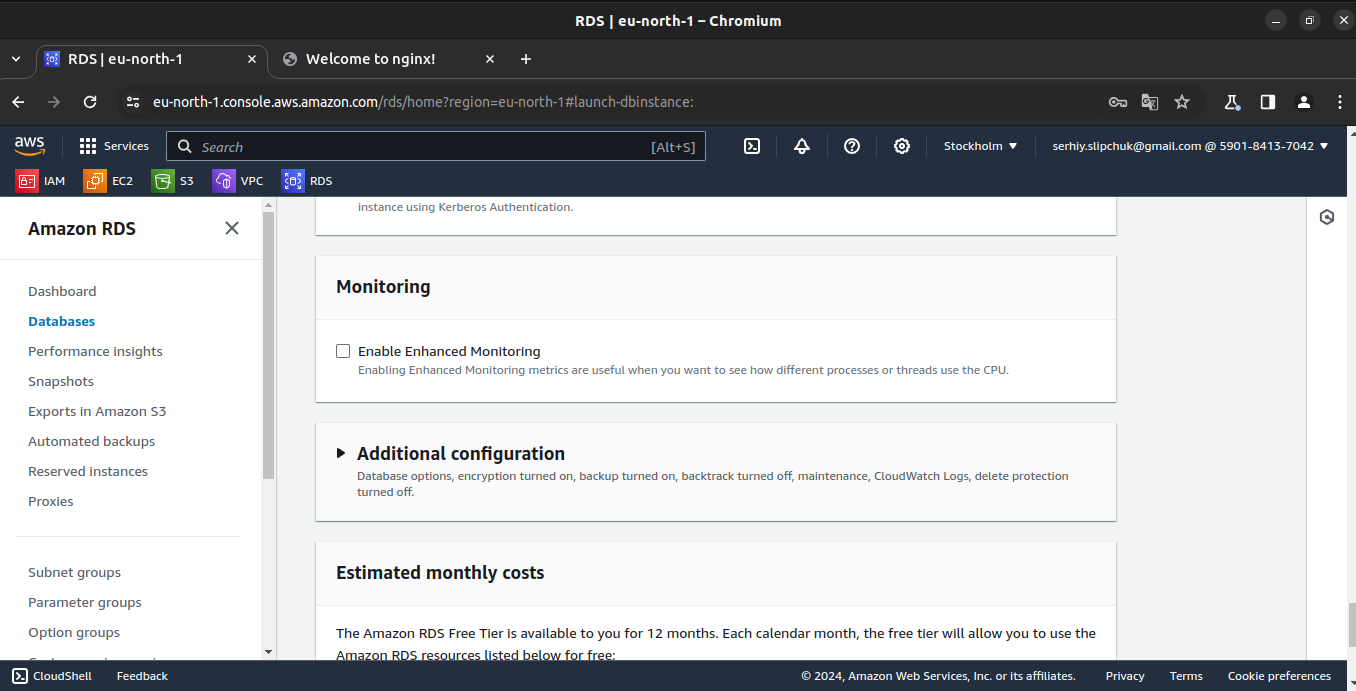 RDS | eu-north-1 – Chromium
RDS | eu-north-1
Welcome to nginx!
eu-north-1.console.aws.amazon.com/rds/home?region=eu-north-1#launch-dbinstance:
aws
Services
Search
[Alt+S]
Stockholm
serhiy.slipchuk@gmail.com @ 5901-8413-7042
IAM
EC2
S3
VPC
RDS
Amazon RDS
Dashboard
Databases
Performance insights
Snapshots
Exports in Amazon S3
Automated backups
Reserved instances
Proxies
Subnet groups
Parameter groups
Option groups
instance using Kerberos Authentication.
Monitoring
Enable Enhanced Monitoring
Enabling Enhanced Monitoring metrics are useful when you want to see how different processes or threads use the CPU.
Additional configuration
Database options, encryption turned on, backup turned on, backtrack turned off, maintenance, CloudWatch Logs, delete protection
turned off.
Estimated monthly costs
The Amazon RDS Free Tier is available to you for 12 months. Each calendar month, the free tier will allow you to use the
Amazon RDS resources listed below for free:
CloudShell
Feedback
© 2024, Amazon Web Services, Inc. or its affiliates.
Privacy
Terms
Cookie preferences